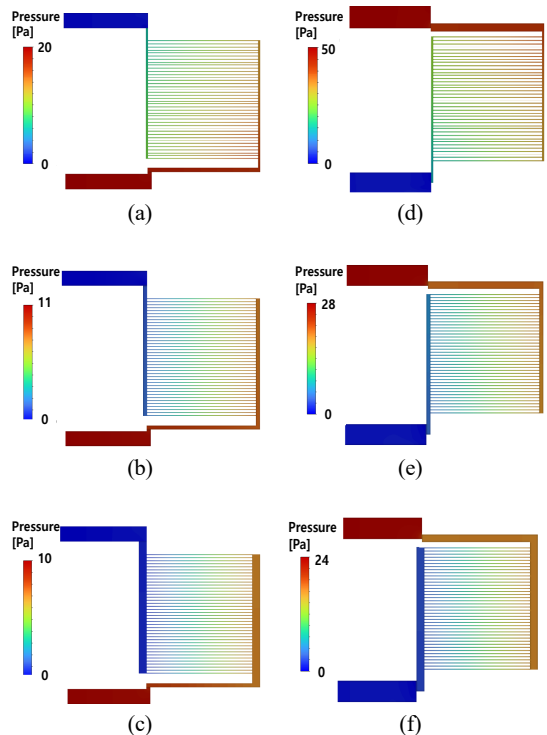 Pressure
[Pa]
20
0
(a)
Pressure
[Pa]
50
0
(d)
Pressure
[Pa]
11
0
(b)
Pressure
[Pa]
28
0
(e)
Pressure
[Pa]
10
0
(c)
Pressure
[Pa]
24
0
(f)